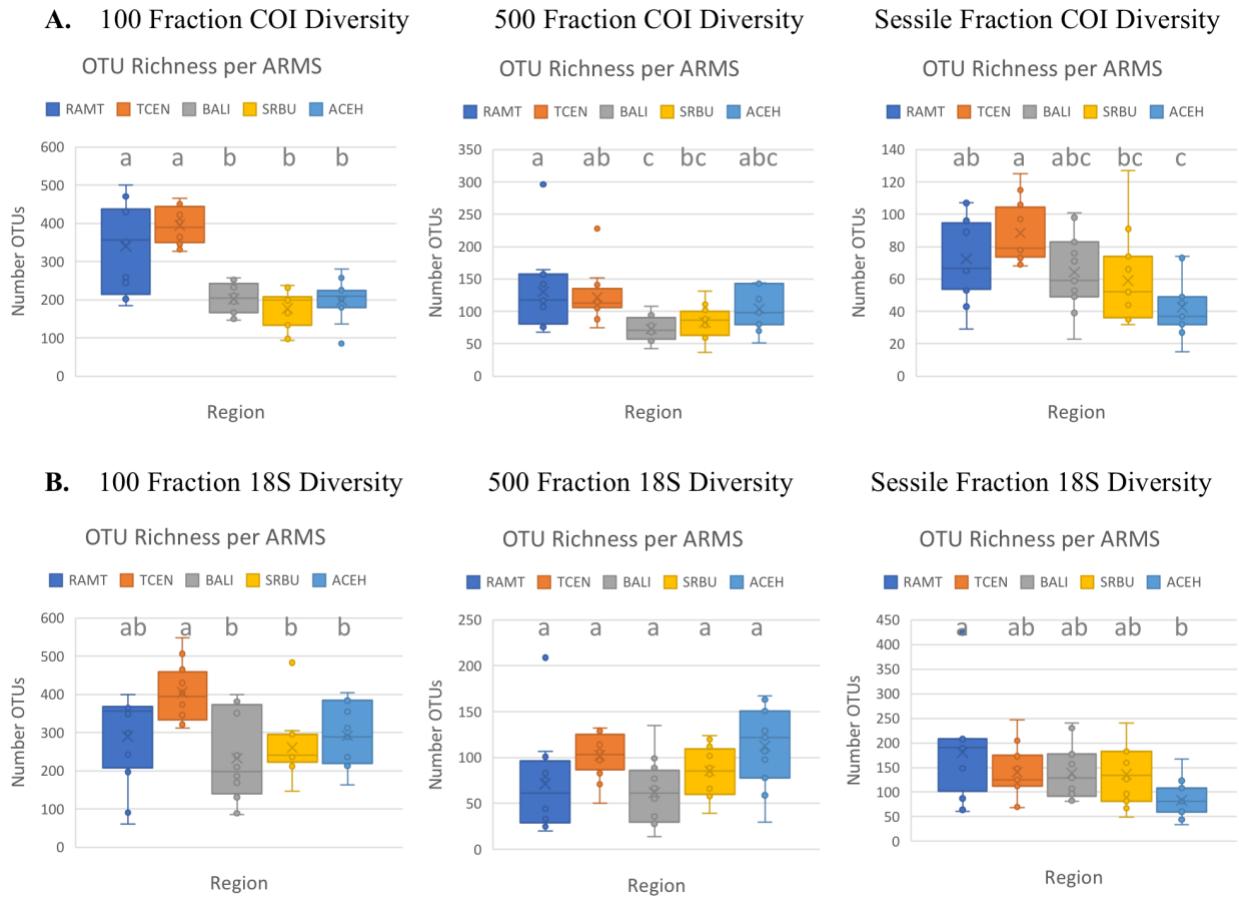 A. 100 Fraction COI Diversity
OTU Richness per ARMS
RAMT TCEN BALI SRBU ACEH
a a b b b
600
500
400
300
200
100
0
Number OTUs
Region
500 Fraction COI Diversity
OTU Richness per ARMS
RAMT TCEN BALI SRBU ACEH
a ab c bc abc
350
300
250
200
150
100
50
0
Number OTUs
Region
Sessile Fraction COI Diversity
OTU Richness per ARMS
RAMT TCEN BALI SRBU ACEH
ab a abc bc c
140
120
100
80
60
40
20
0
Number OTUs
Region
B. 100 Fraction 18S Diversity
OTU Richness per ARMS
RAMT TCEN BALI SRBU ACEH
ab a b b b
600
500
400
300
200
100
0
Number OTUs
Region
500 Fraction 18S Diversity
OTU Richness per ARMS
RAMT TCEN BALI SRBU ACEH
a a a a a
250
200
150
100
50
0
Number OTUs
Region
Sessile Fraction 18S Diversity
OTU Richness per ARMS
RAMT TCEN BALI SRBU ACEH
a ab ab ab b
450
400
350
300
250
200
150
100
50
0
Number OTUs
Region